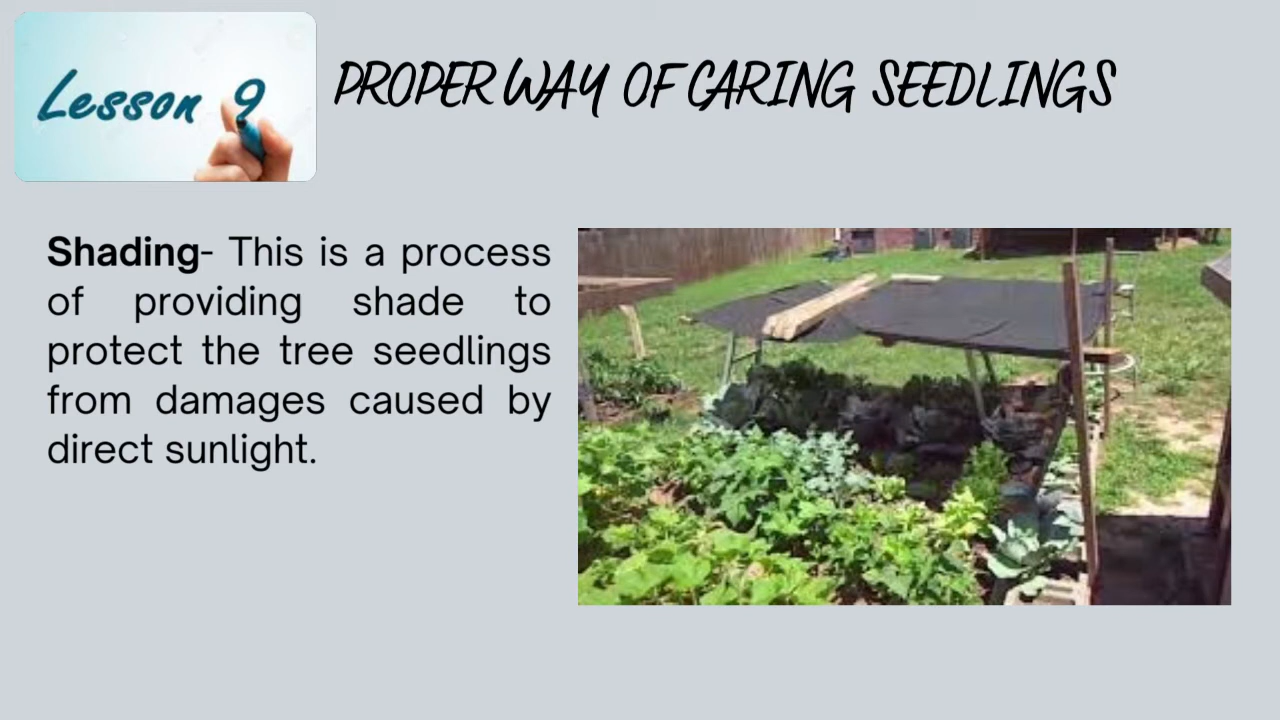 Lesson 9
PROPER WAY OF CARING SEEDLINGS
Shading- This is a process
of providing shade to
protect the tree seedlings
from damages caused by
direct sunlight.